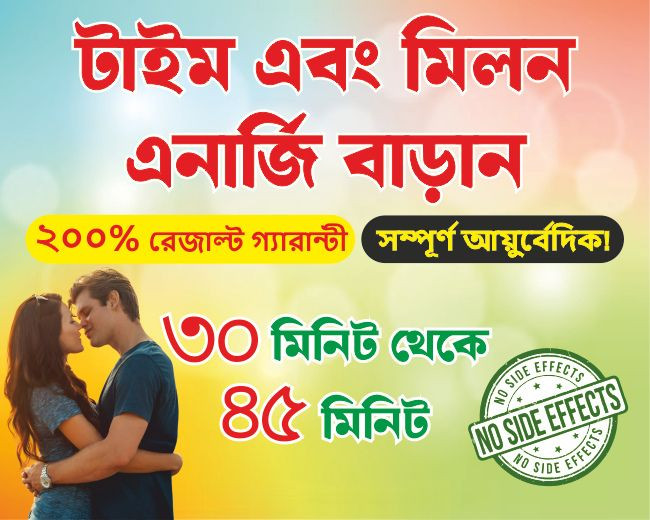 টাইম এবং মিলন
এনার্জি বাড়ান
২০০% রেজাল্ট গ্যারান্টী
সম্পূর্ণ আয়ুর্বেদিক!
৩০ মিনিট থেকে
৪৫ মিনিট
NO SIDE EFFECTS
NO SIDE EFFECTS
NO SIDE EFFECTS